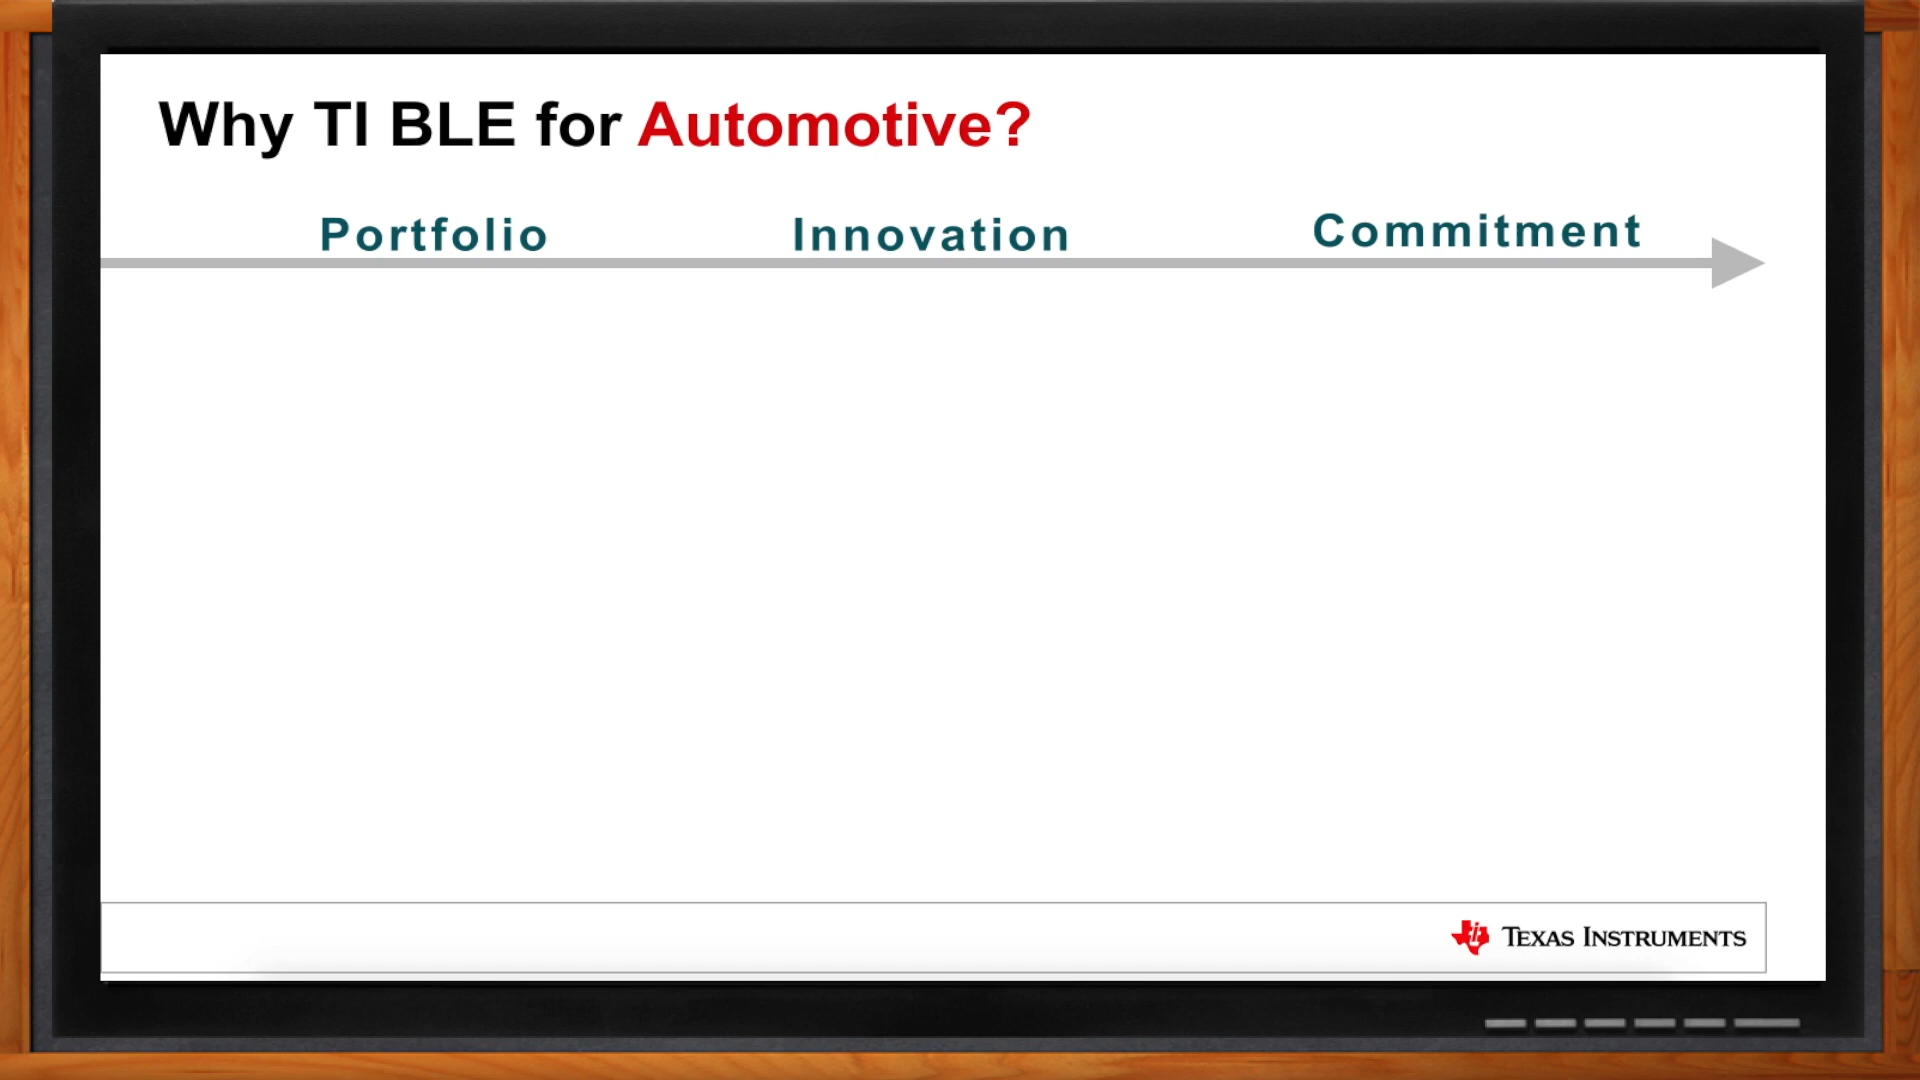 Why TI BLE for Automotive?
Portfolio Innovation Commitment
TEXAS INSTRUMENTS